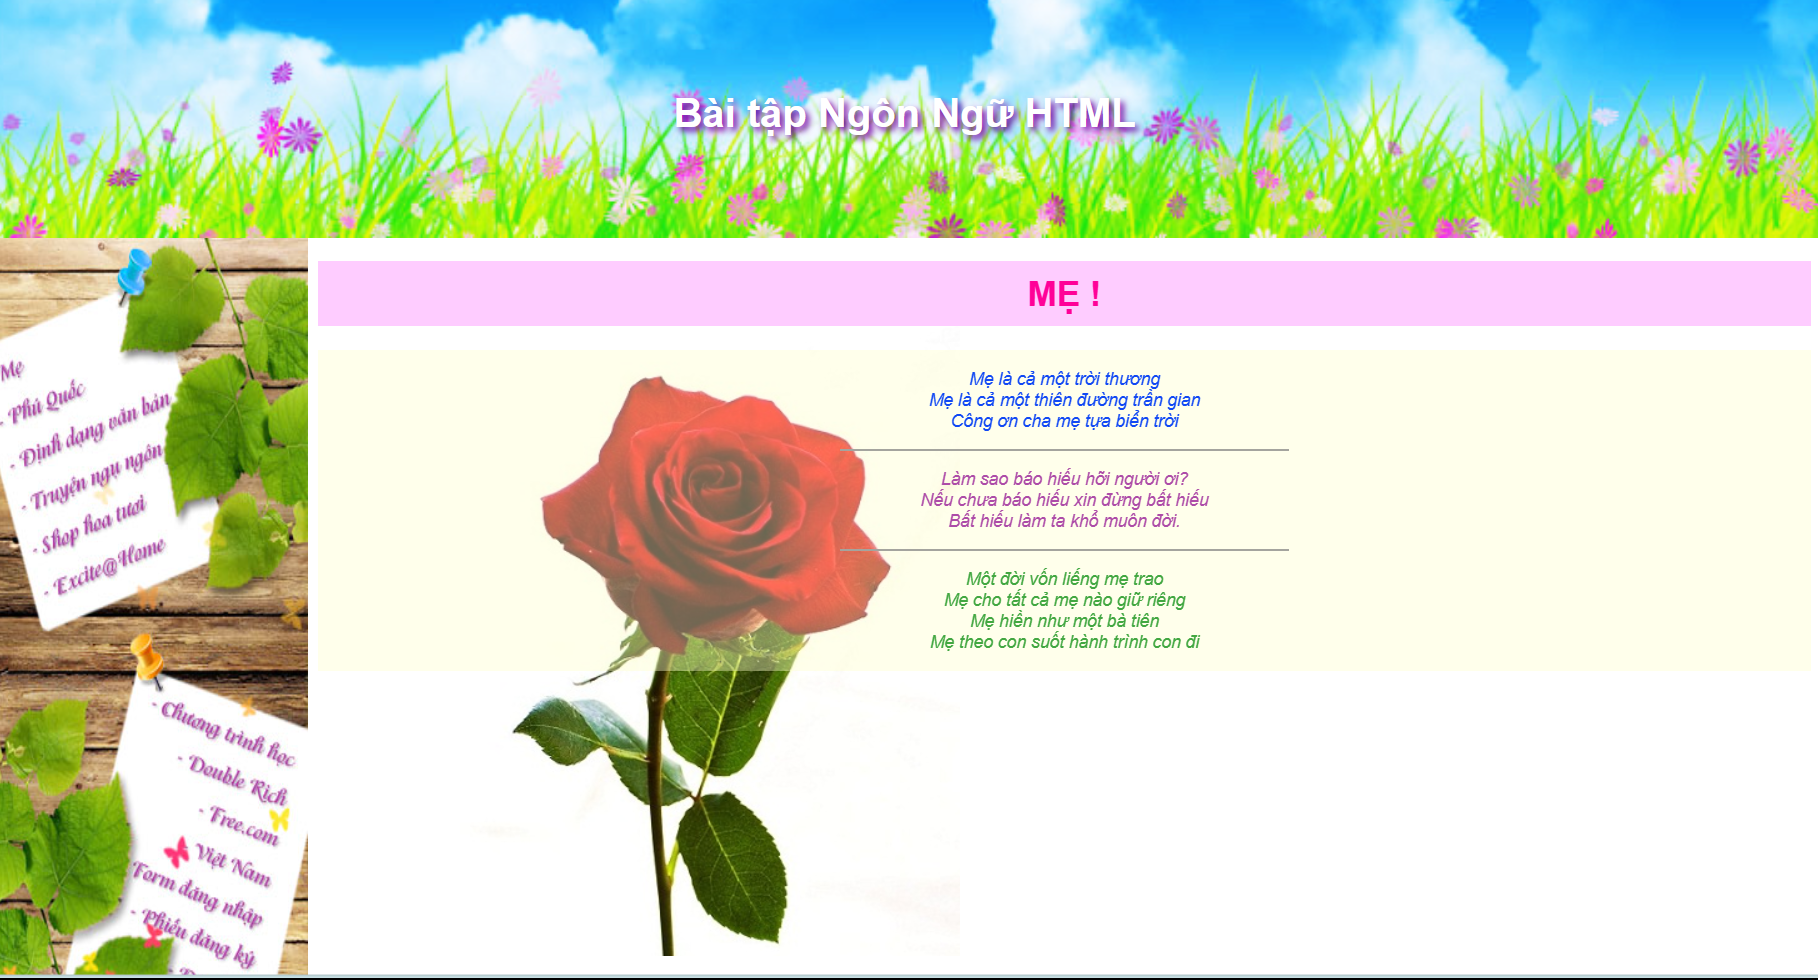 Bài tập Ngôn Ngữ HTML
Mẹ
- Phú Quốc
- Định dạng văn bản
- Truyện ngụ ngôn
- Shop hoa tươi
- Excite@Home
- Chương trình học
- Double Rich
- Free.com
- Việt Nam
Form đăng nhập
- Phiếu đăng ký
MẸ !
Mẹ là cả một trời thương
Mẹ là cả một thiên đường trần gian
Công ơn cha mẹ tựa biển trời
Làm sao báo hiếu hỡi người ơi?
Nếu chưa báo hiếu xin đừng bất hiếu
Bất hiếu làm ta khổ muôn đời.
Một đời vốn liếng mẹ trao
Mẹ cho tất cả mẹ nào giữ riêng
Mẹ hiền như một bà tiên
Mẹ theo con suốt hành trình con đi